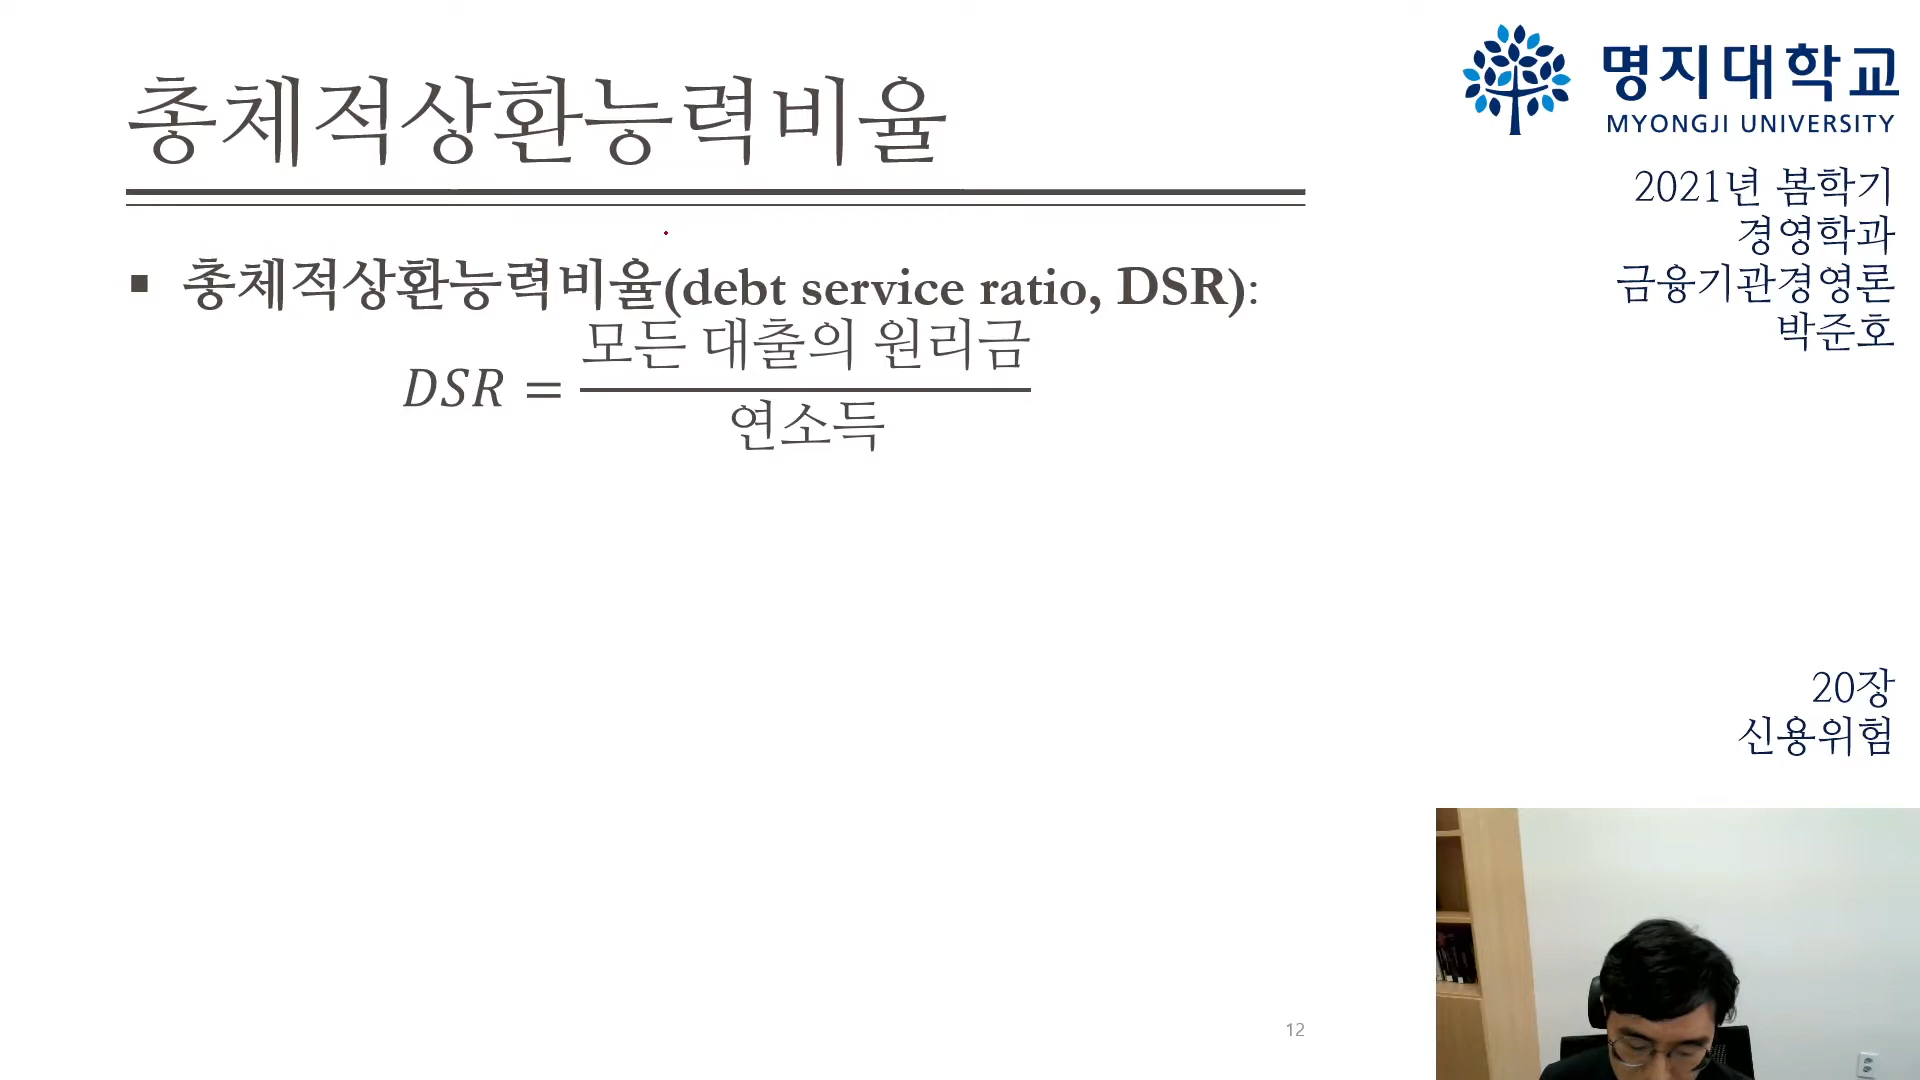 총체적상환능력비율
▪ 총체적상환능력비율(debt service ratio, DSR):
모든 대출의 원리금
DSR =
연소득
12
명지대학교
MYONGJI UNIVERSITY
2021년 봄학기
경영학과
금융기관경영론
박준호
20장
신용위험